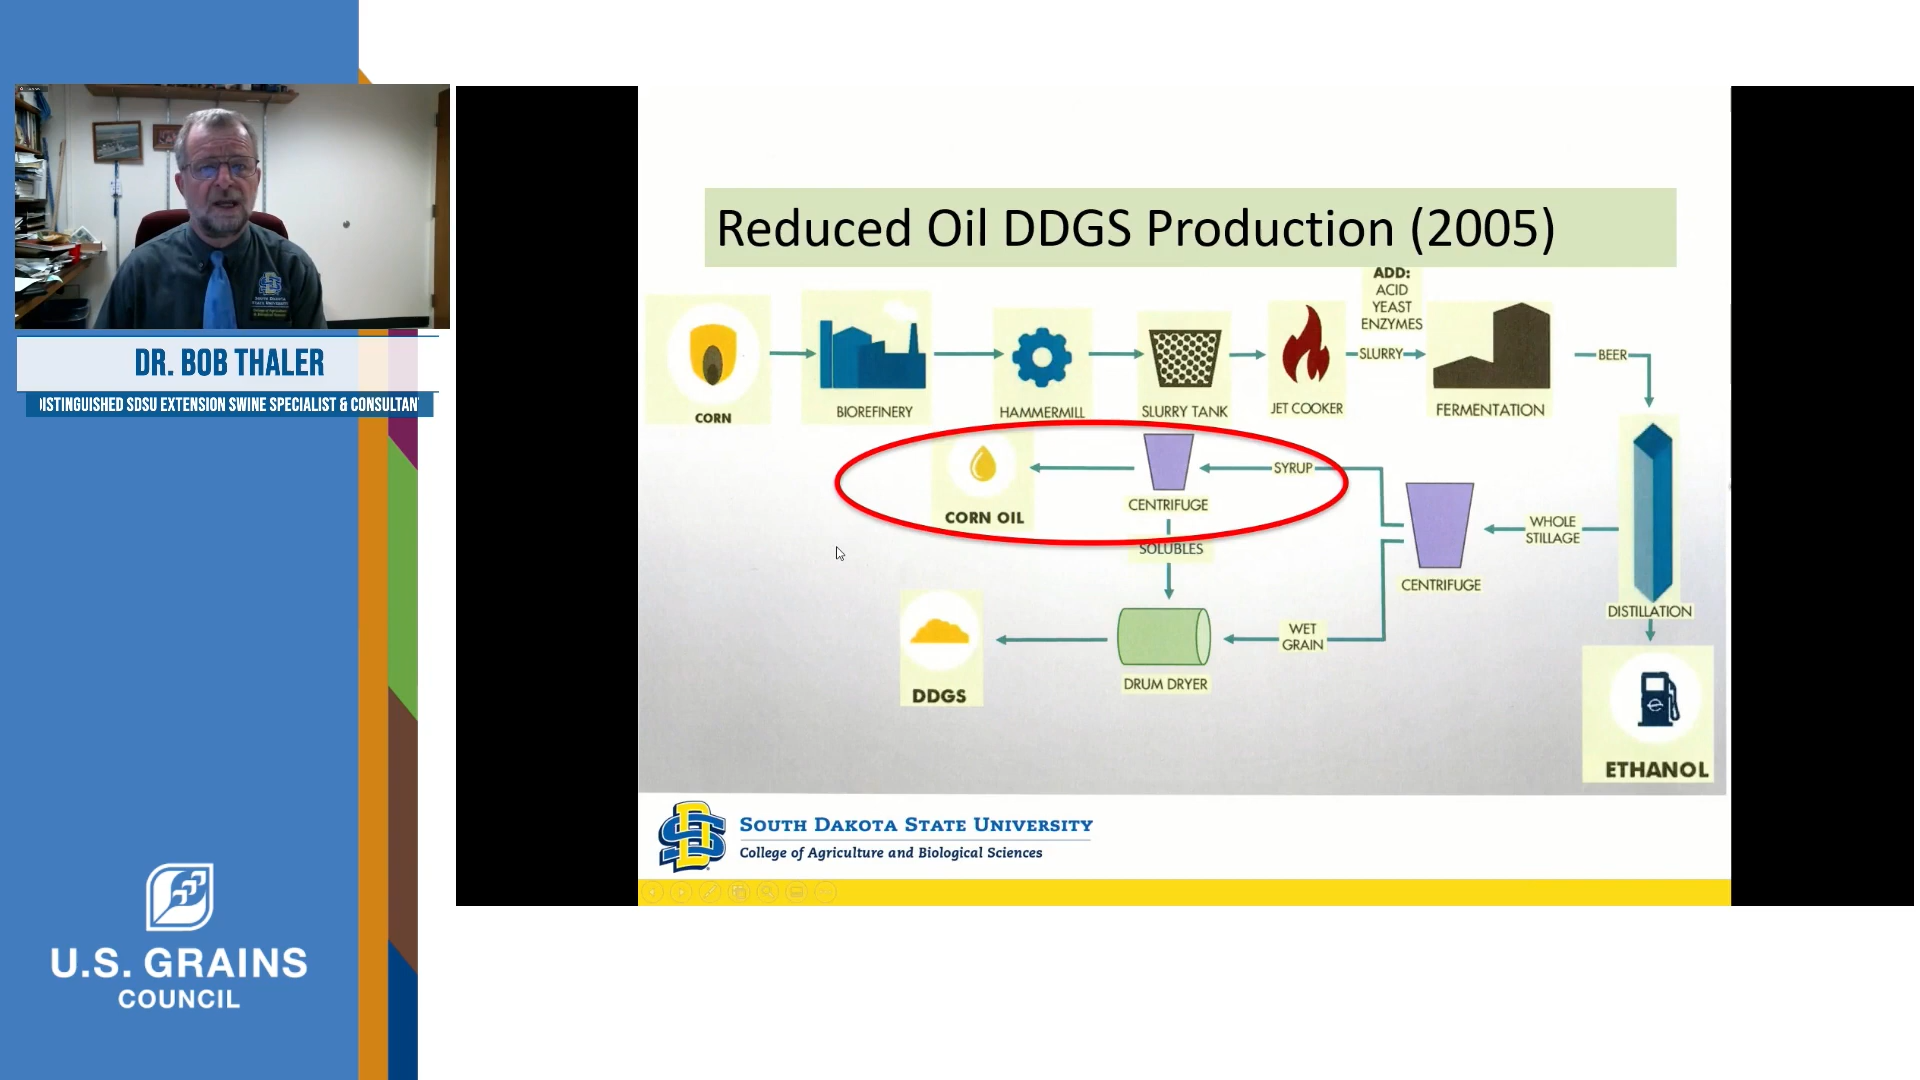 DR. BOB THALER
DISTINGUISHED SDSU EXTENSION SWINE SPECIALIST & CONSULTAN
U.S. GRAINS
COUNCIL
Reduced Oil DDGS Production (2005)
ADD:
ACID
YEAST
ENZYMES
CORN
BIOREFINERY
HAMMERMILL
SLURRY TANK
JET COOKER
SLURRY
FERMENTATION
BEER
CORN OIL
CENTRIFUGE
SYRUP
SOLUBLES
CENTRIFUGE
WHOLE
STILLAGE
DISTILLATION
DDGS
DRUM DRYER
WET
GRAIN
ETHANOL
SOUTH DAKOTA STATE UNIVERSITY
College of Agriculture and Biological Sciences